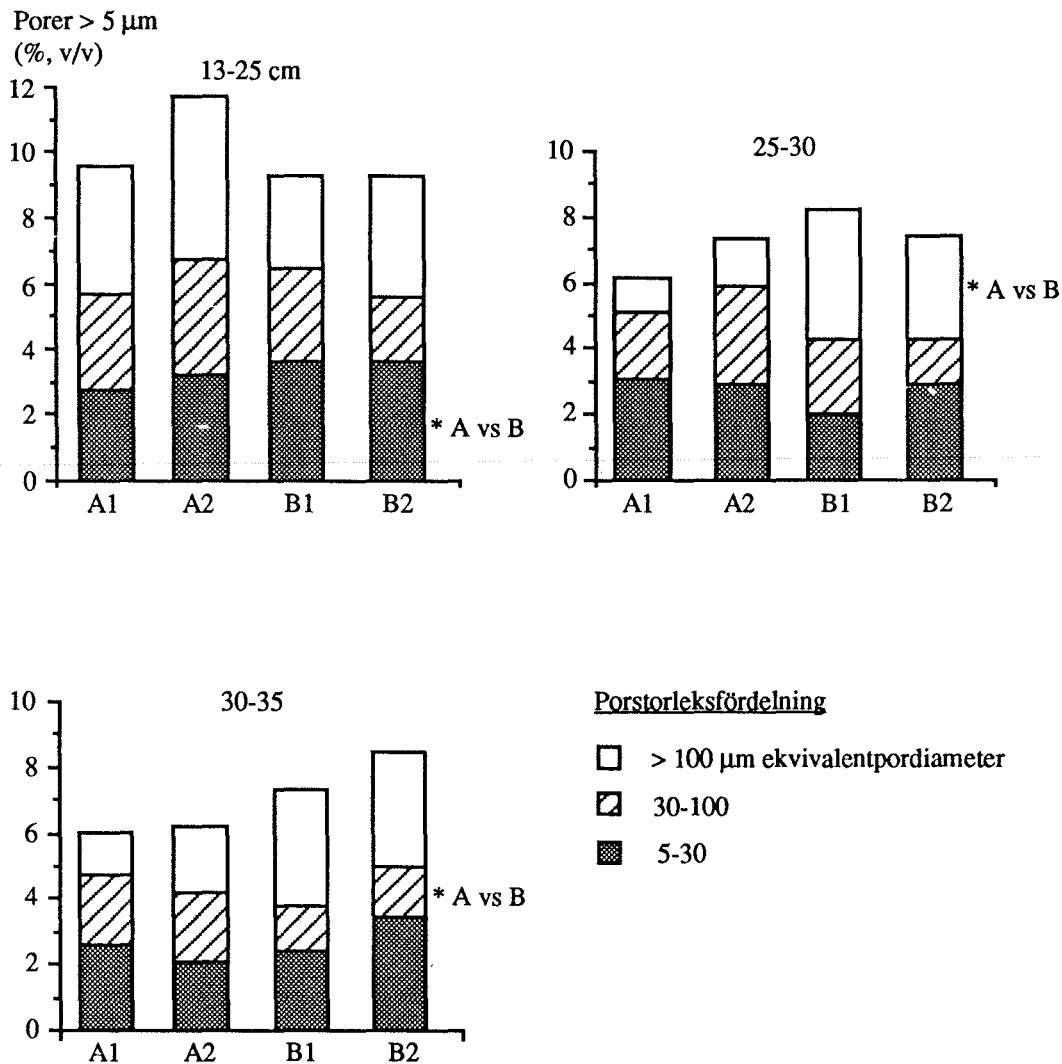 Porer > 5 µm
(%, v/v)
13-25 cm
12
10
8
6
4
2
0
* A vs B
A1 A2 B1 B2
25-30
10
8
6
4
2
0
* A vs B
A1 A2 B1 B2
30-35
10
8
6
4
2
0
* A vs B
A1 A2 B1 B2
Porstorleksfördelning
> 100 µm ekvivalentpordiameter
30-100
5-30